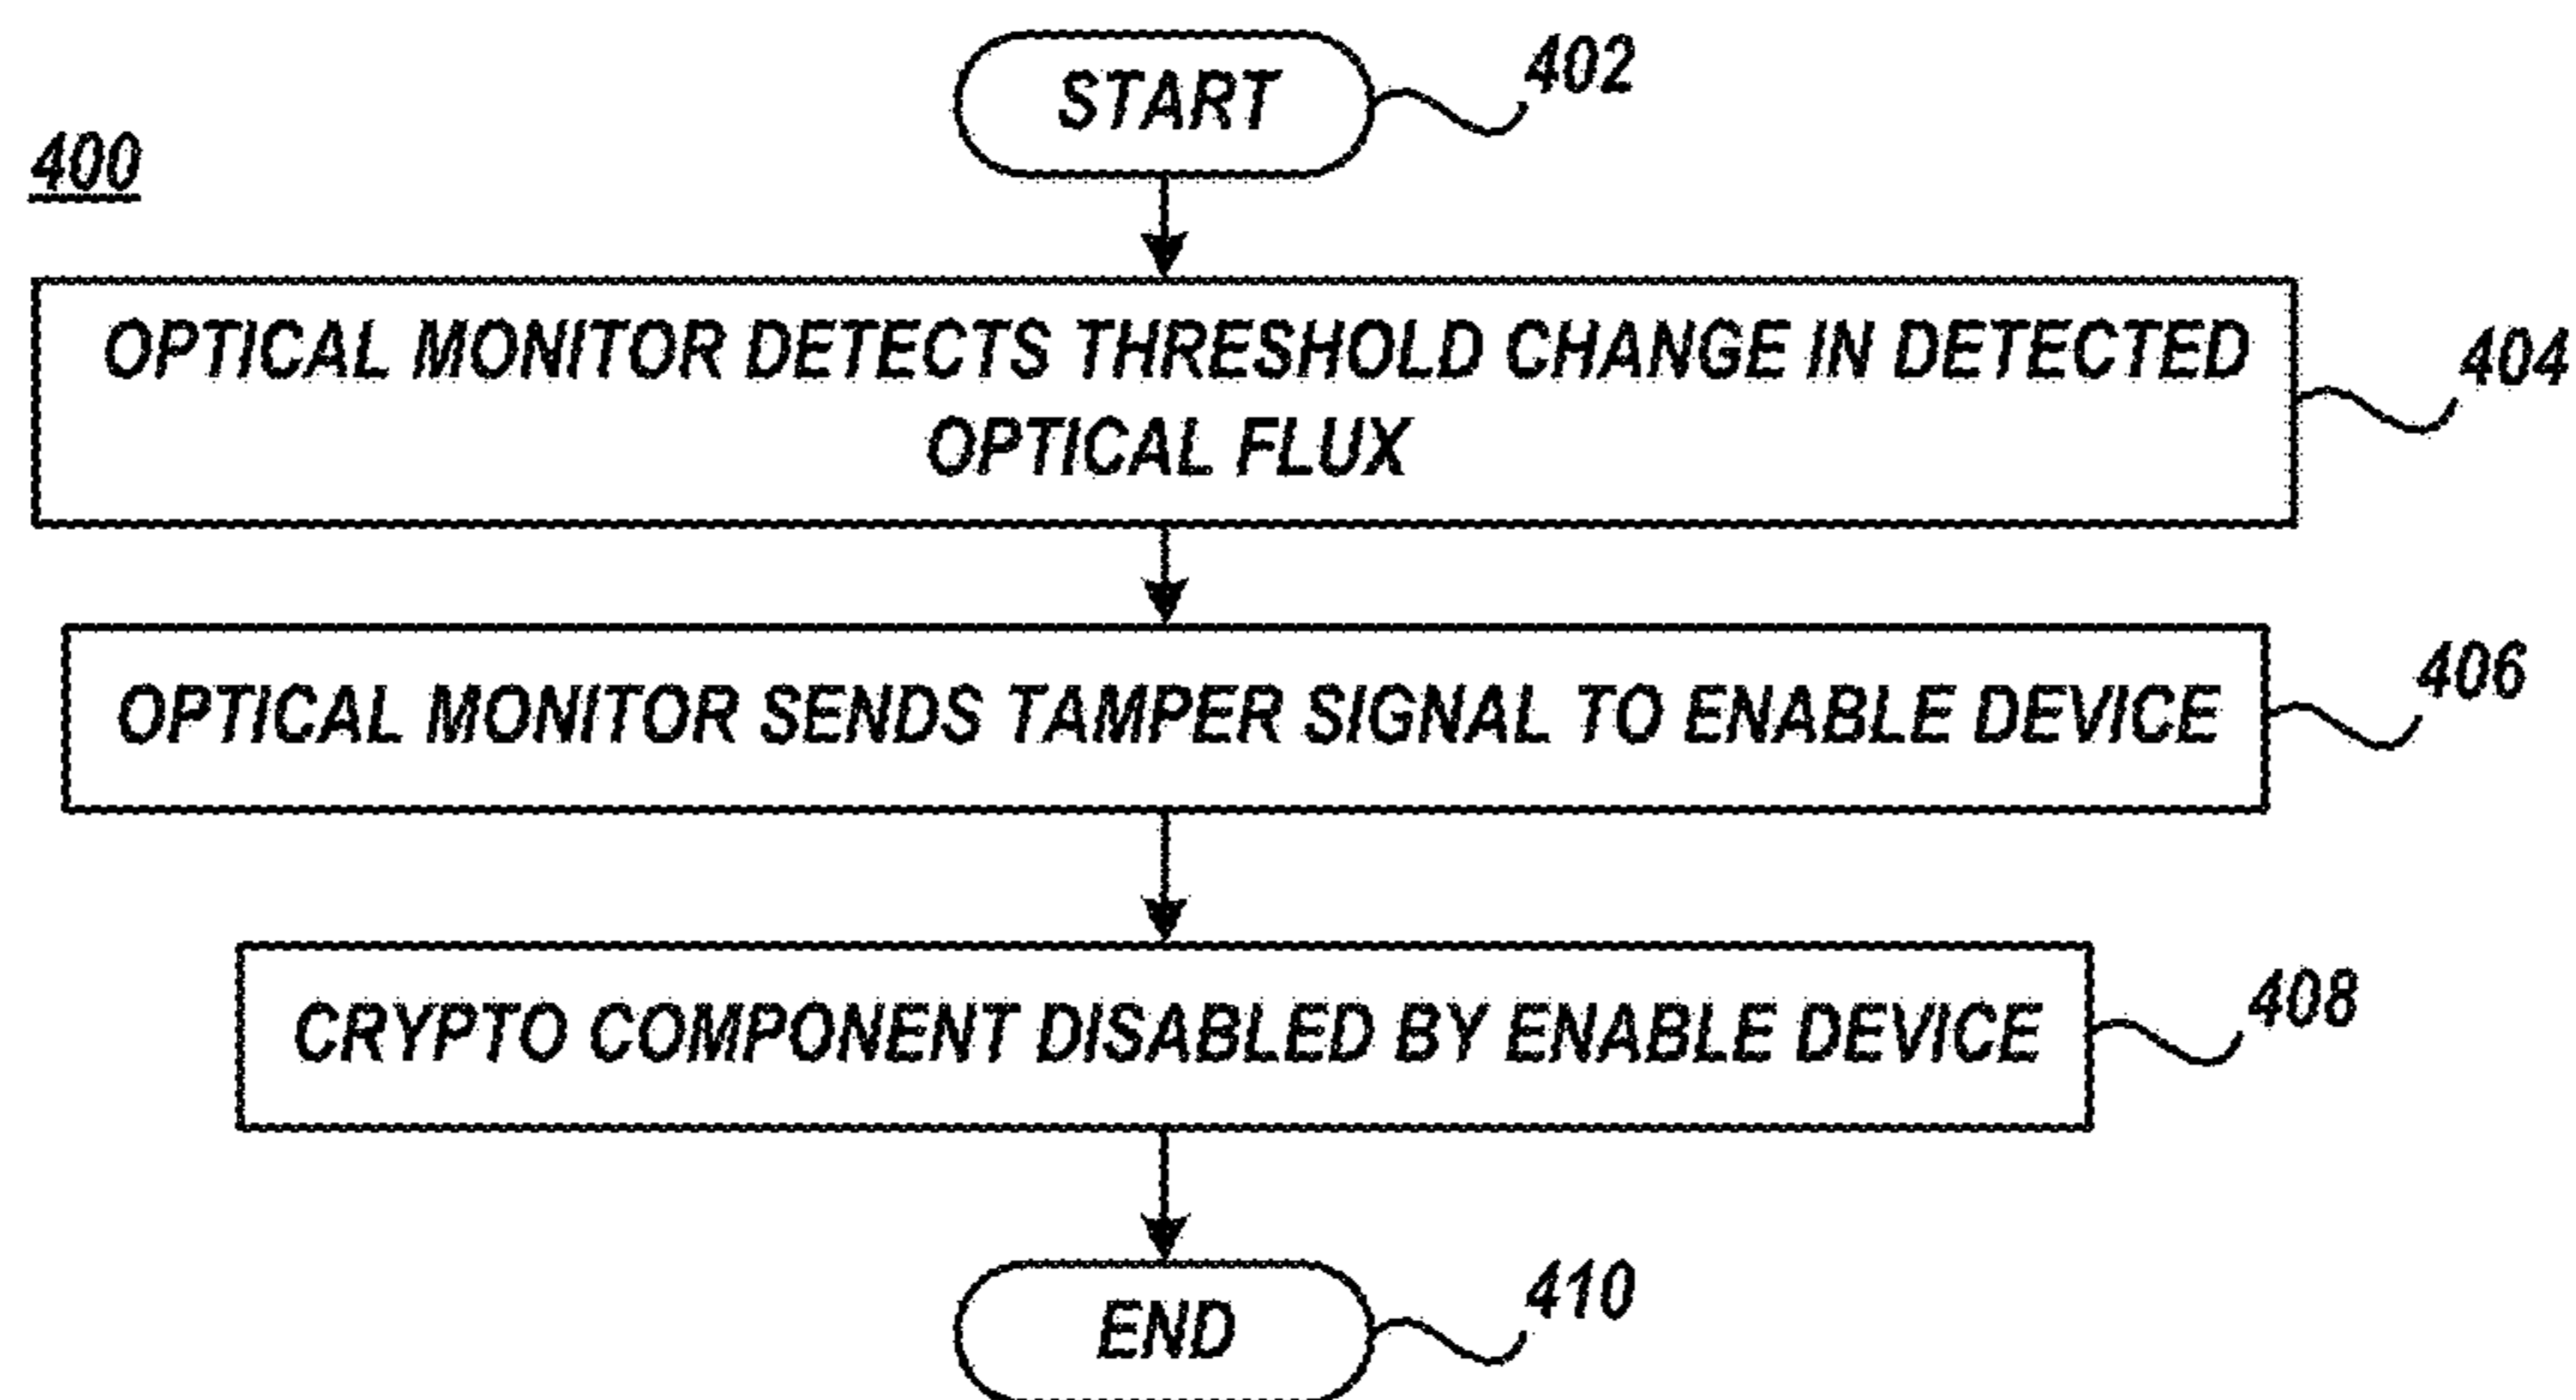 START
402
400
OPTICAL MONITOR DETECTS THRESHOLD CHANGE IN DETECTED
OPTICAL FLUX
404
OPTICAL MONITOR SENDS TAMPER SIGNAL TO ENABLE DEVICE
406
CRYPTO COMPONENT DISABLED BY ENABLE DEVICE
408
END
410